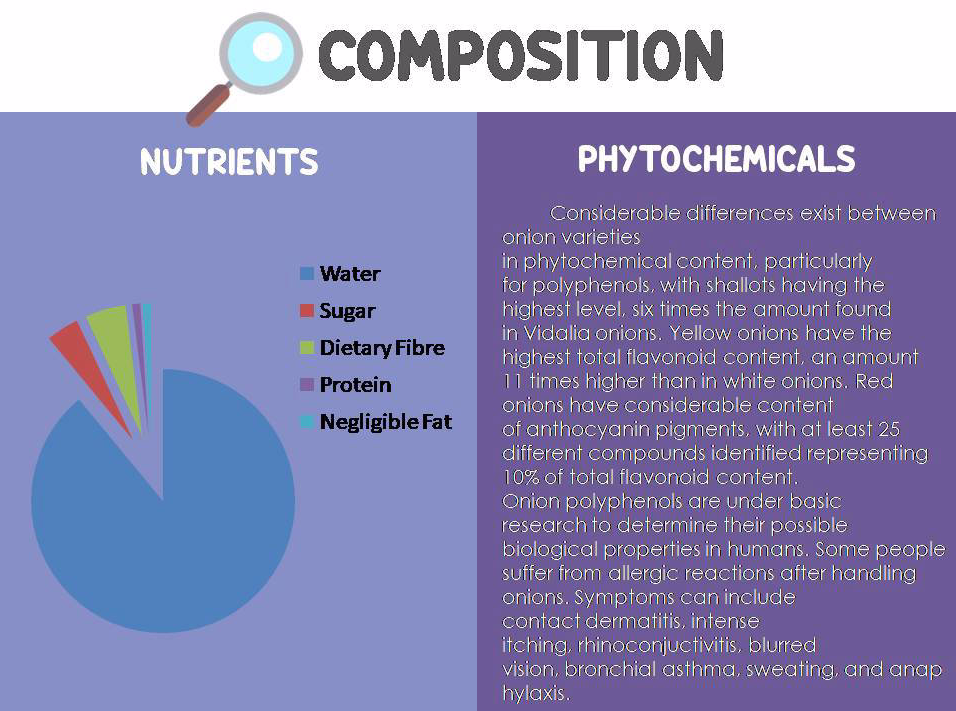 COMPOSITION
NUTRIENTS
Water
Sugar
Dietary Fibre
Protein
Negligible Fat
PHYTOCHEMICALS
Considerable differences exist between
onion varieties
in phytochemical content, particularly
for polyphenols, with shallots having the
highest level, six times the amount found
in Vidalia onions. Yellow onions have the
highest total flavonoid content, an amount
11 times higher than in white onions. Red
onions have considerable content
of anthocyanin pigments, with at least 25
different compounds identified representing
10% of total flavonoid content.
Onion polyphenols are under basic
research to determine their possible
biological properties in humans. Some people
suffer from allergic reactions after handling
onions. Symptoms can include
contact dermatitis, intense
itching, rhinoconjuctivitis, blurred
vision, bronchial asthma, sweating, and anap
hylaxis.